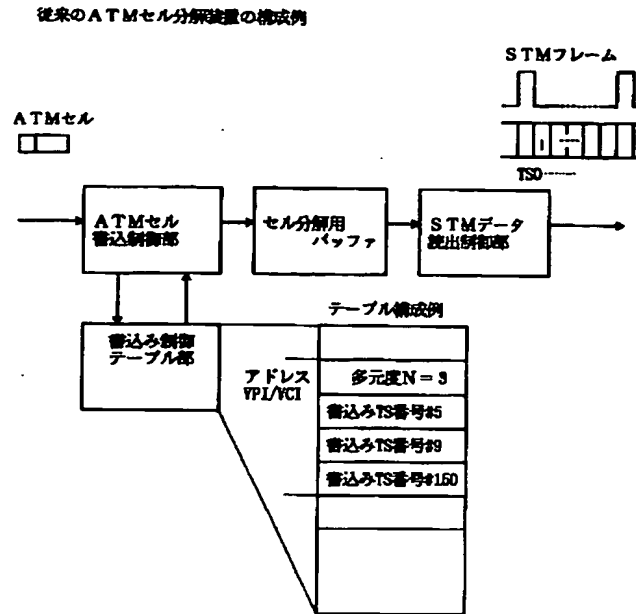 従来のATMセル分解装置の構成例
STMフレーム
ATMセル
TS0
ATMセル
書込制御部
セル分解用
バッファ
STMデータ
読出制御部
書込み制御
テーブル部
テーブル構成例
アドレス
VPI/VCI
多元度N=3
書込みTS番号#5
書込みTS番号#9
書込みTS番号#150